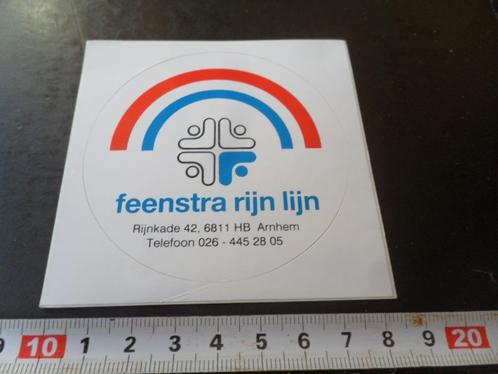 feenstra rijn lijn
Rijnkade 42, 6811 HB Arnhem
Telefoon 026 - 445 28 05
9 10 1 2 3 4 5 6 7 8 9 20